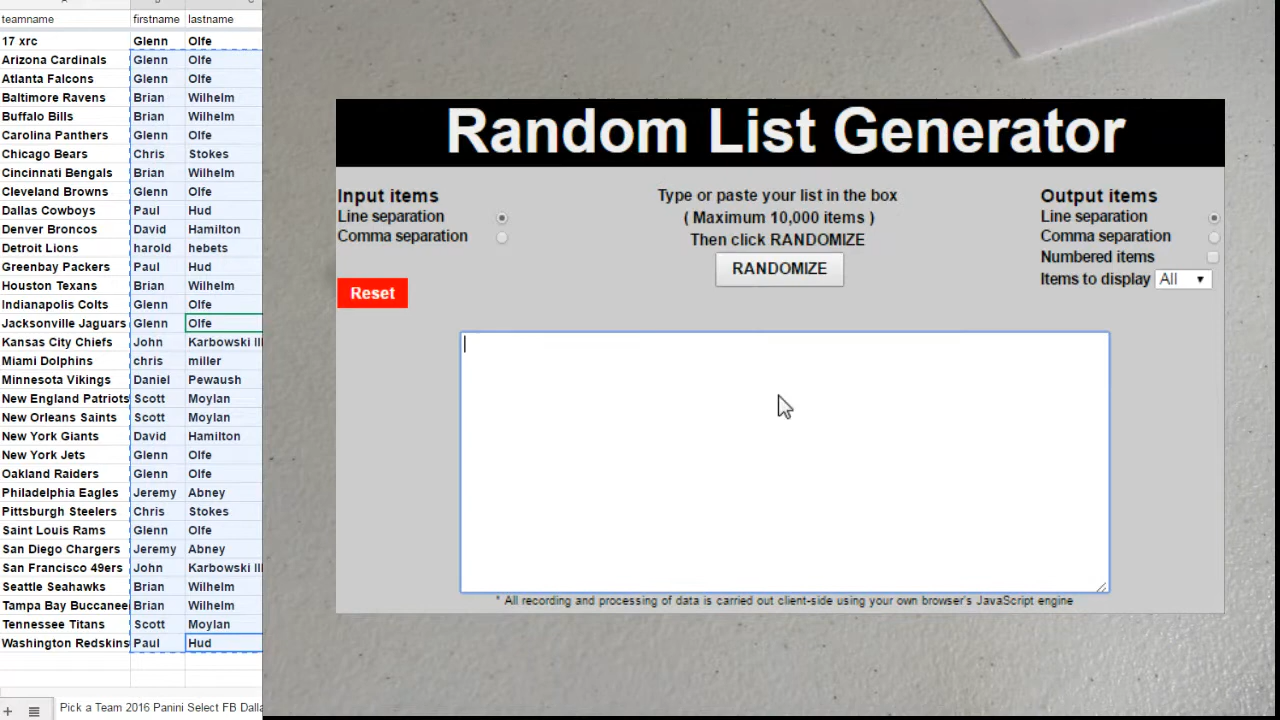 teamname firstname lastname
17 xrc Glenn Olfe
Arizona Cardinals Glenn Olfe
Atlanta Falcons Glenn Olfe
Baltimore Ravens Brian Wilhelm
Buffalo Bills Brian Wilhelm
Carolina Panthers Glenn Olfe
Chicago Bears Chris Stokes
Cincinnati Bengals Brian Wilhelm
Cleveland Browns Glenn Olfe
Dallas Cowboys Paul Hud
Denver Broncos David Hamilton
Detroit Lions harold hebets
Greenbay Packers Paul Hud
Houston Texans Brian Wilhelm
Indianapolis Colts Glenn Olfe
Jacksonville Jaguars Glenn Olfe
Kansas City Chiefs John Karbowski III
Miami Dolphins chris miller
Minnesota Vikings Daniel Pewaush
New England Patriots Scott Moylan
New Orleans Saints Scott Moylan
New York Giants David Hamilton
New York Jets Glenn Olfe
Oakland Raiders Glenn Olfe
Philadelphia Eagles Jeremy Abney
Pittsburgh Steelers Chris Stokes
Saint Louis Rams Glenn Olfe
San Diego Chargers Jeremy Abney
San Francisco 49ers John Karbowski III
Seattle Seahawks Brian Wilhelm
Tampa Bay Buccanee Brian Wilhelm
Tennessee Titans Scott Moylan
Washington Redskins Paul Hud
Pick a Team 2016 Panini Select FB Dalla
Random List Generator
Input items
Line separation
Comma separation
Reset
Type or paste your list in the box
( Maximum 10,000 items )
Then click RANDOMIZE
RANDOMIZE
Output items
Line separation
Comma separation
Numbered items
Items to display All
* All recording and processing of data is carried out client-side using your own browser's JavaScript engine